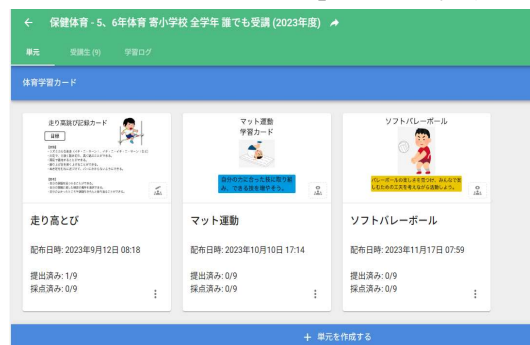 ← 保健体育 - 5、6年体育 寄小学校 全学年 誰でも受講 (2023年度)
単元 受講生 (9) 学習ログ
体育学習カード
走り高跳び記録カード
目標
マット運動
学習カード
自分の力に合った技に取り組
み、できる技を増やそう。
ソフトバレーボール
バレーボールの楽しさを見つけ、みんなで楽
しむための工夫を考えながら活動しよう。
走り高とび
配布日時: 2023年9月12日 08:18
提出済み: 1/9
採点済み: 0/9
マット運動
配布日時: 2023年10月10日 17:14
提出済み: 0/9
採点済み: 0/9
ソフトバレーボール
配布日時: 2023年11月17日 07:59
提出済み: 0/9
採点済み: 0/9
+ 単元を作成する